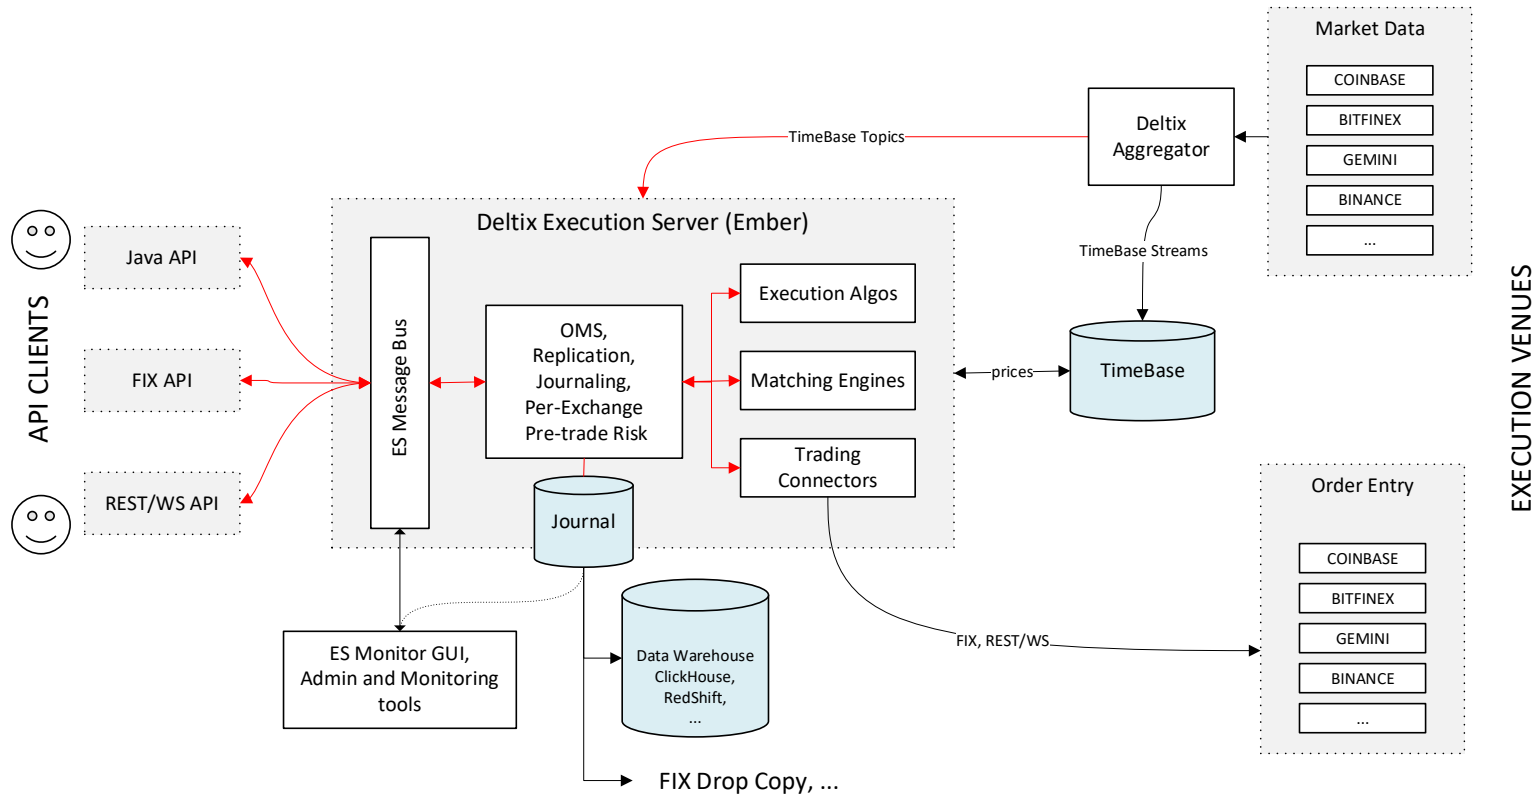 Market Data
COINBASE
BITFINEX
GEMINI
BINANCE
...
Deltix
Aggregator
TimeBase Topics
TimeBase Streams
TimeBase
prices
EXECUTION VENUES
API CLIENTS
Java API
FIX API
REST/WS API
Deltix Execution Server (Ember)
ES Message Bus
OMS,
Replication,
Journaling,
Per-Exchange
Pre-trade Risk
Execution Algos
Matching Engines
Trading
Connectors
Journal
ES Monitor GUI,
Admin and Monitoring
tools
Data Warehouse
ClickHouse,
RedShift,
...
FIX Drop Copy, ...
FIX, REST/WS
Order Entry
COINBASE
BITFINEX
GEMINI
BINANCE
...